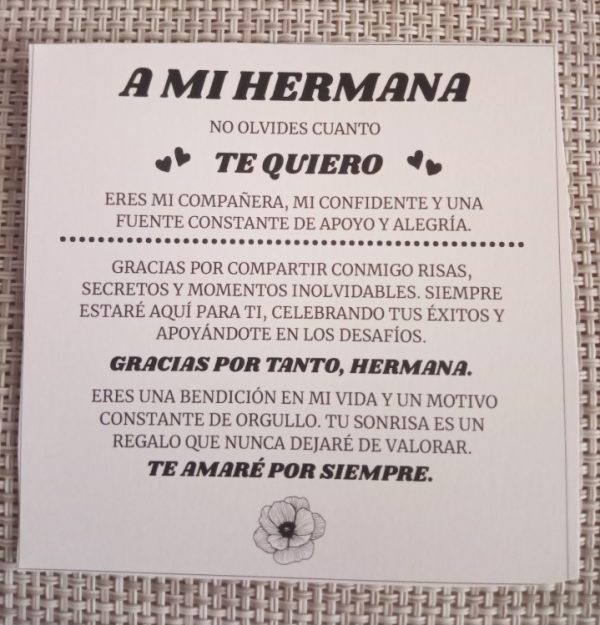 A MI HERMANA
NO OLVIDES CUANTO
TE QUIERO
ERES MI COMPAÑERA, MI CONFIDENTE Y UNA
FUENTE CONSTANTE DE APOYO Y ALEGRÍA.
GRACIAS POR COMPARTIR CONMIGO RISAS,
SECRETOS Y MOMENTOS INOLVIDABLES. SIEMPRE
ESTARÉ AQUÍ PARA TI, CELEBRANDO TUS ÉXITOS Y
APOYÁNDOTE EN LOS DESAFÍOS.
GRACIAS POR TANTO, HERMANA.
ERES UNA BENDICIÓN EN MI VIDA Y UN MOTIVO
CONSTANTE DE ORGULLO. TU SONRISA ES UN
REGALO QUE NUNCA DEJARÉ DE VALORAR.
TE AMARÉ POR SIEMPRE.